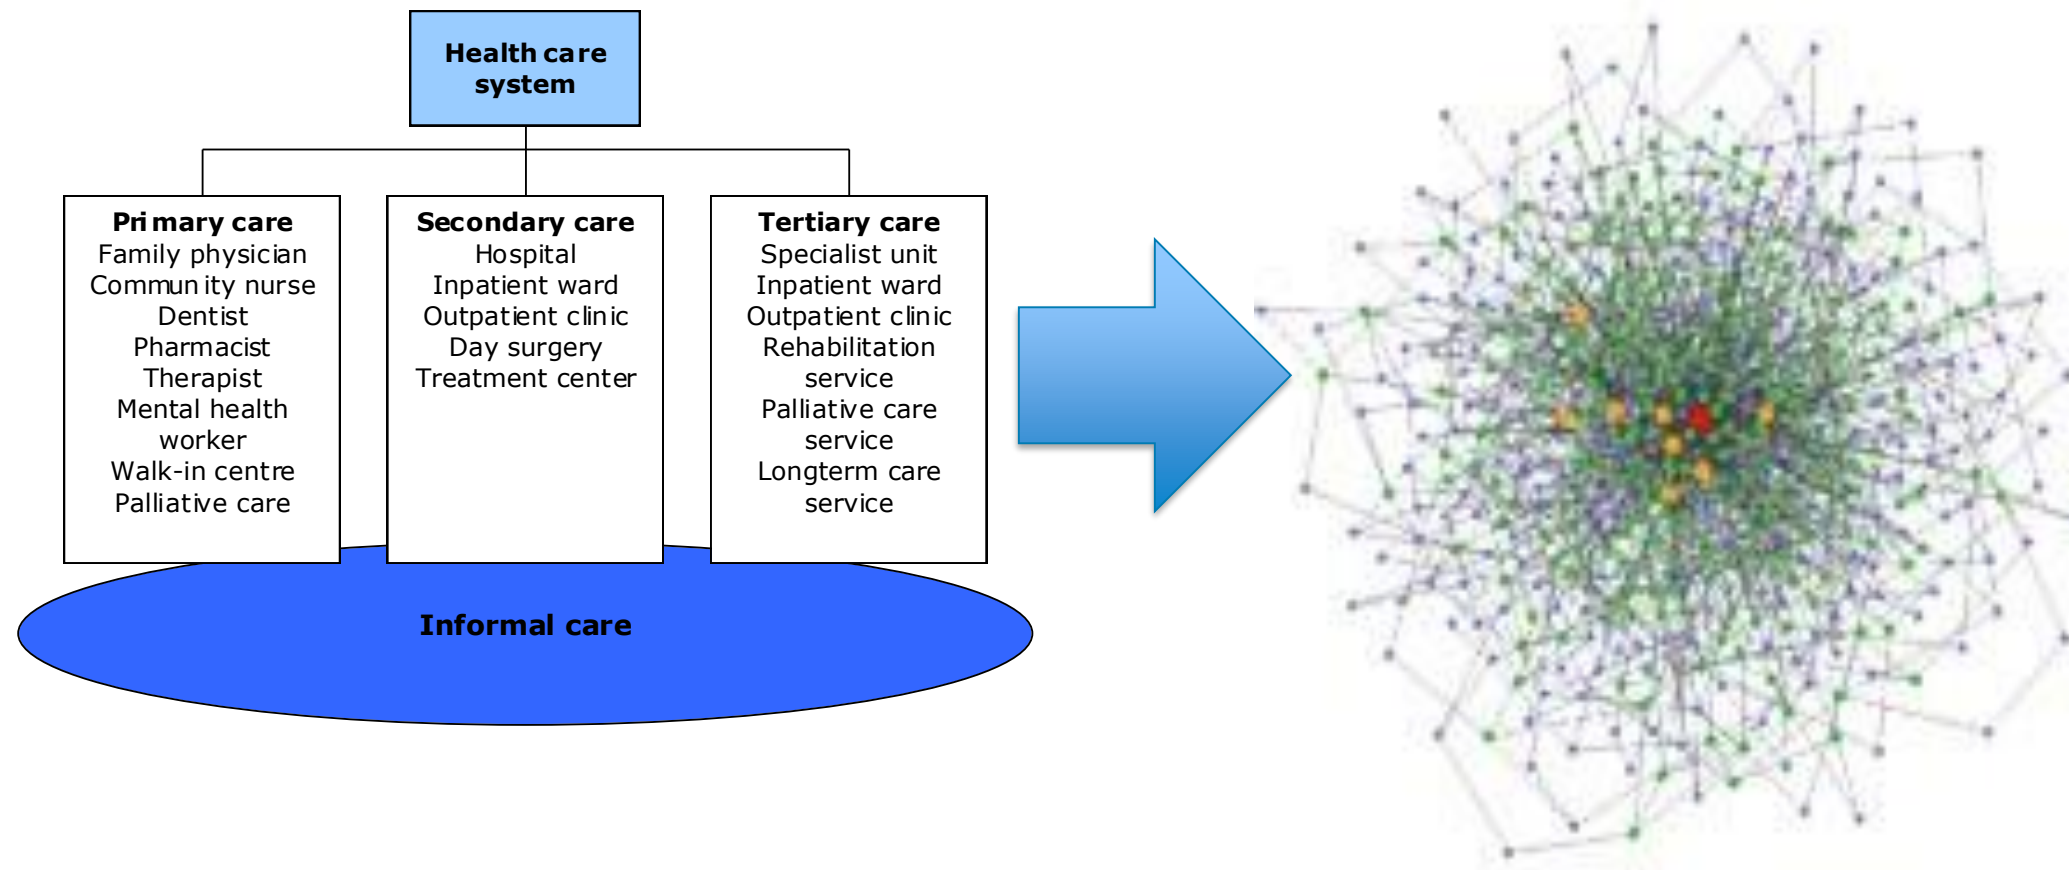 Health care
system
Primary care
Family physician
Community nurse
Dentist
Pharmacist
Therapist
Mental health
worker
Walk-in centre
Palliative care
Secondary care
Hospital
Inpatient ward
Outpatient clinic
Day surgery
Treatment center
Tertiary care
Specialist unit
Inpatient ward
Outpatient clinic
Rehabilitation
service
Palliative care
service
Longterm care
service
Informal care